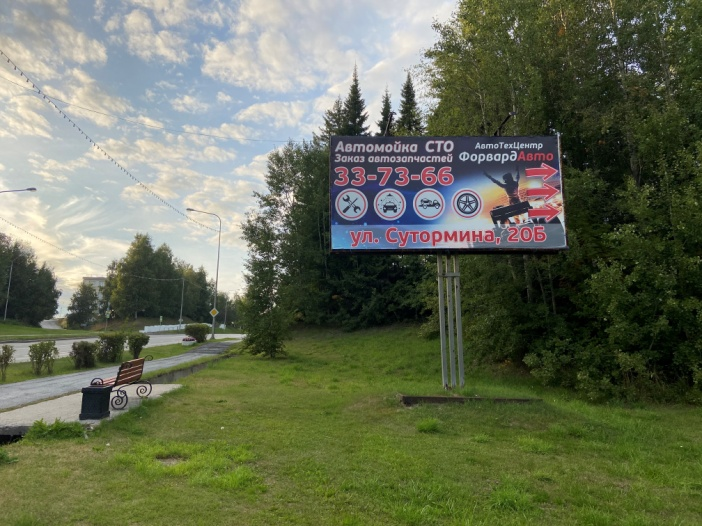 Автомойка СТО
Заказ автозапчастей
АвтоТехЦентр
ФорвардАвто
33-73-66
ул. Сутормина, 20Б